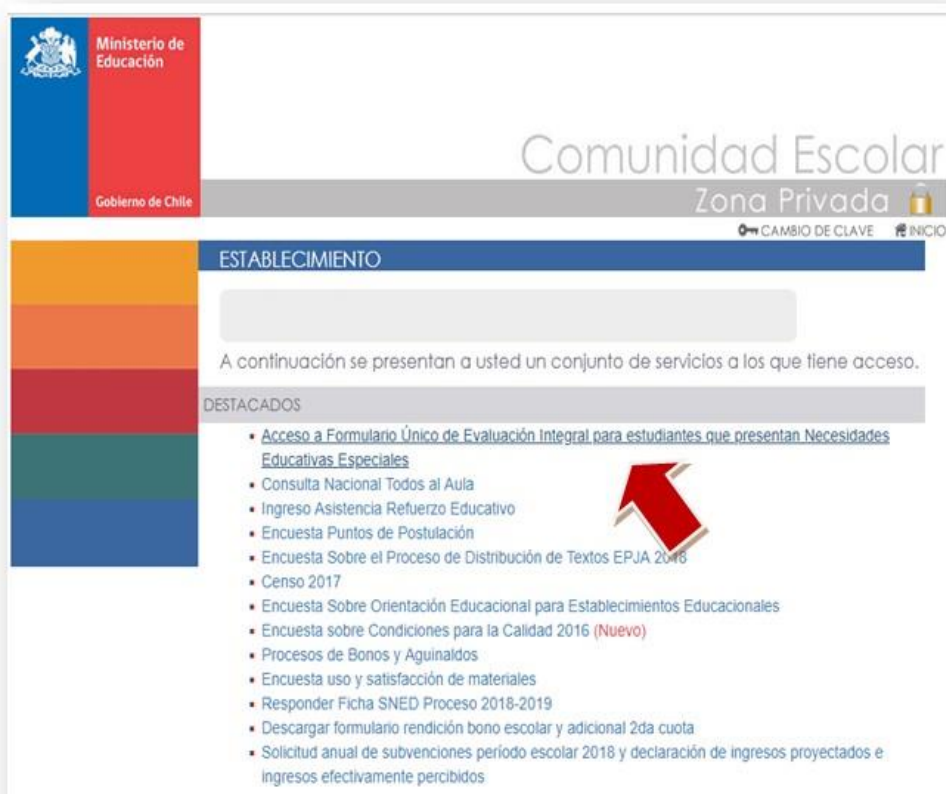 Ministerio de
Educación
Gobierno de Chile
Comunidad Escolar
Zona Privada
CAMBIO DE CLAVE INICIO
ESTABLECIMIENTO
A continuación se presentan a usted un conjunto de servicios a los que tiene acceso.
DESTACADOS
Acceso a Formulario Único de Evaluación Integral para estudiantes que presentan Necesidades
Educativas Especiales
Consulta Nacional Todos al Aula
Ingreso Asistencia Refuerzo Educativo
Encuesta Puntos de Postulación
Encuesta Sobre el Proceso de Distribución de Textos EPJA 2018
Censo 2017
Encuesta Sobre Orientación Educacional para Establecimientos Educacionales
Encuesta sobre Condiciones para la Calidad 2016 (Nuevo)
Procesos de Bonos y Aguinaldos
Encuesta uso y satisfacción de materiales
Responder Ficha SNED Proceso 2018-2019
Descargar formulario rendición bono escolar y adicional 2da cuota
Solicitud anual de subvenciones período escolar 2018 y declaración de ingresos proyectados e
ingresos efectivamente percibidos